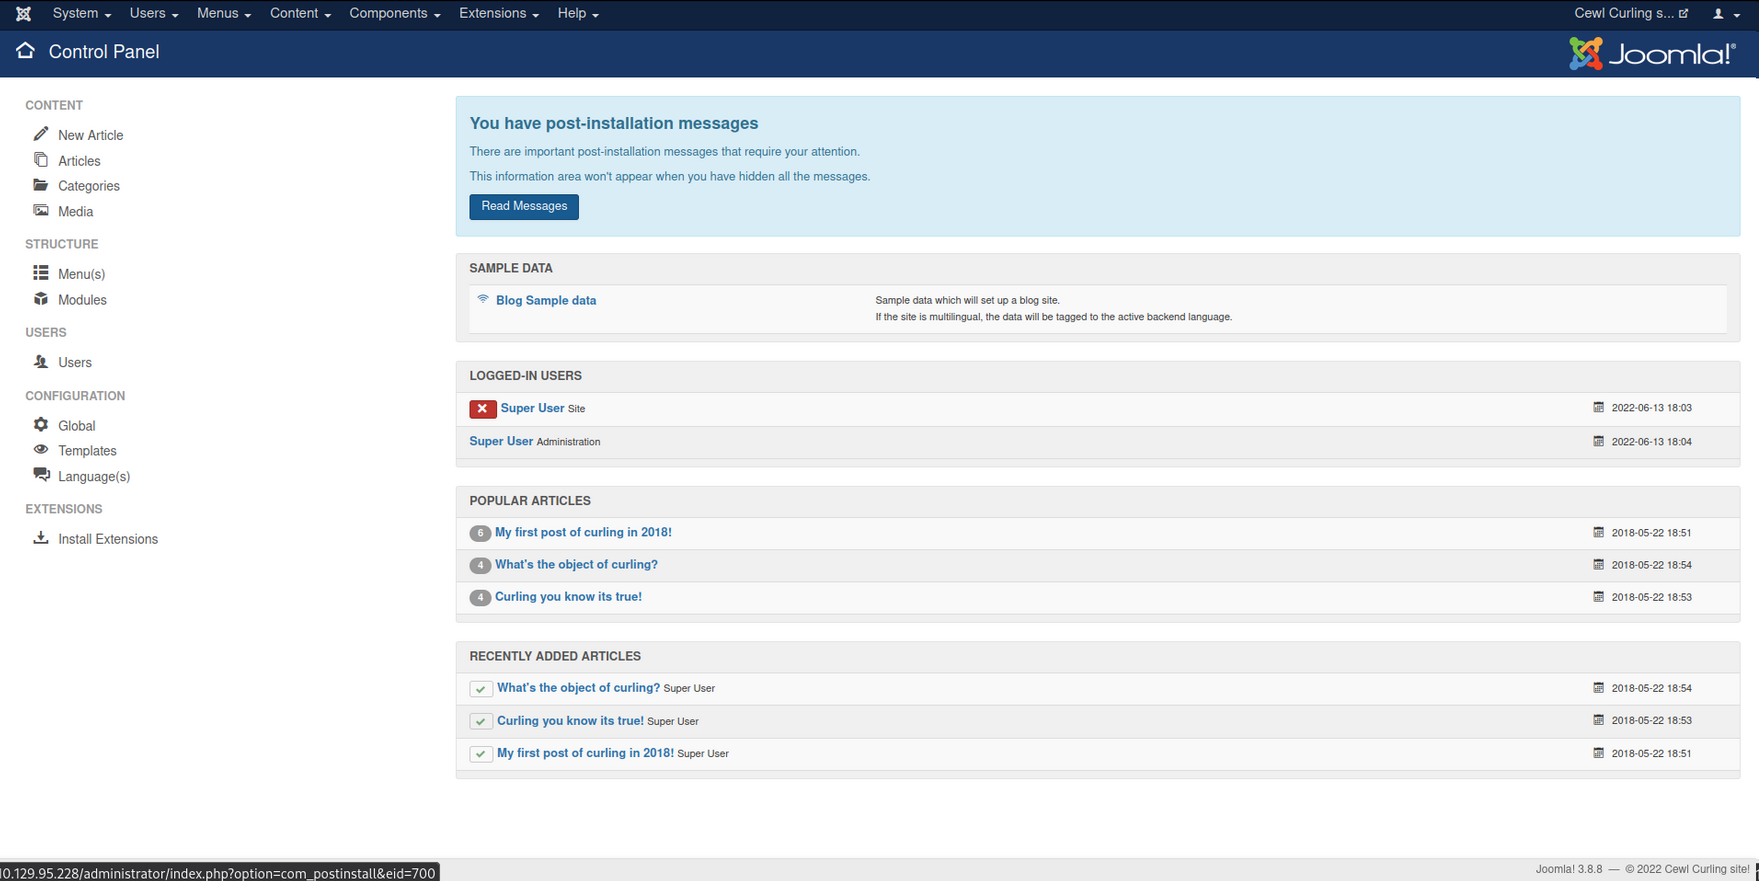 System Users Menus Content Components Extensions Help Cewl Curling s...
Control Panel Joomla!®
CONTENT
New Article
Articles
Categories
Media
STRUCTURE
Menu(s)
Modules
USERS
Users
CONFIGURATION
Global
Templates
Language(s)
EXTENSIONS
Install Extensions
You have post-installation messages
There are important post-installation messages that require your attention.
This information area won't appear when you have hidden all the messages.
Read Messages
SAMPLE DATA
Blog Sample data Sample data which will set up a blog site.
If the site is multilingual, the data will be tagged to the active backend language.
LOGGED-IN USERS
Super User Site 2022-06-13 18:03
Super User Administration 2022-06-13 18:04
POPULAR ARTICLES
6 My first post of curling in 2018! 2018-05-22 18:51
4 What's the object of curling? 2018-05-22 18:54
4 Curling you know its true! 2018-05-22 18:53
RECENTLY ADDED ARTICLES
What's the object of curling? Super User 2018-05-22 18:54
Curling you know its true! Super User 2018-05-22 18:53
My first post of curling in 2018! Super User 2018-05-22 18:51
10.129.95.228/administrator/index.php?option=com_postinstall&eid=700
Joomla! 3.8.8 — © 2022 Cewl Curling site!